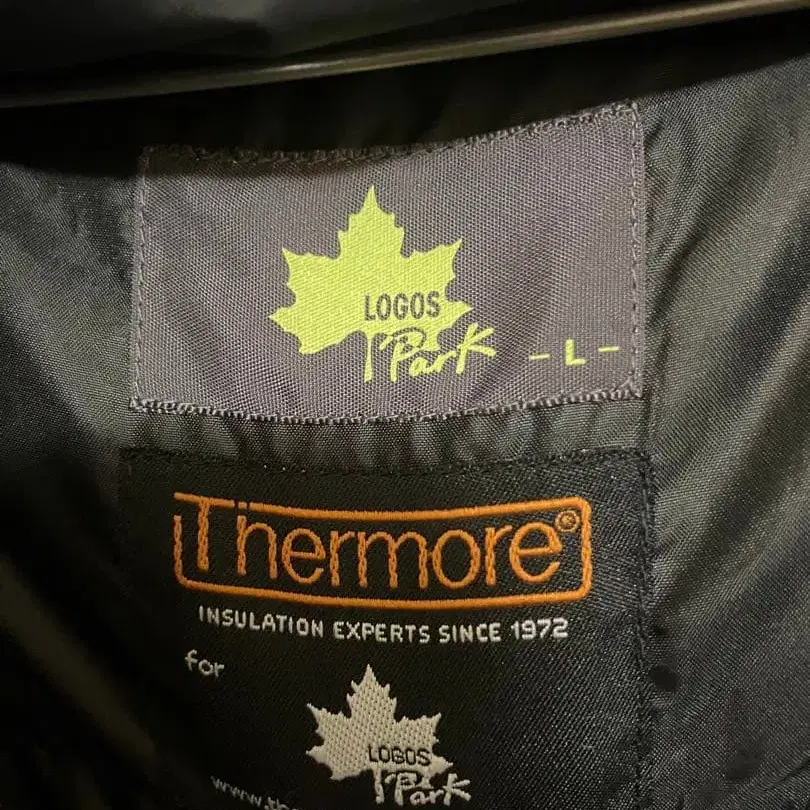 LOGOS
Park
- L -
Thermore©
INSULATION EXPERTS SINCE 1972
for
LOGOS
Park